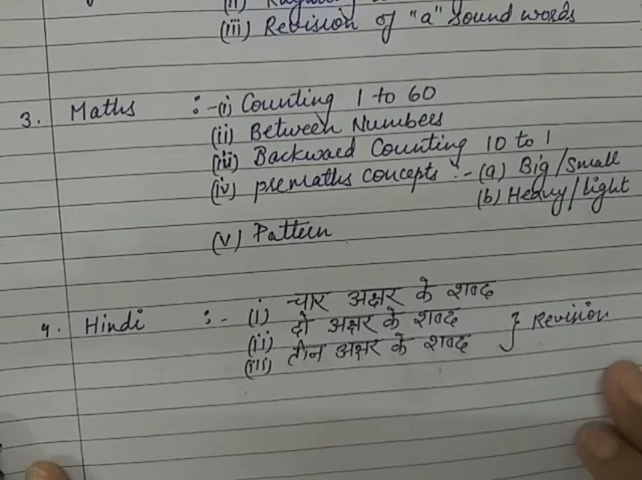 (ii)
(iii) Revision of "a" Sound words
3. Maths :-(i) Counting 1 to 60
(ii) Between Numbers
(iii) Backward Counting 10 to 1
(iv) premaths concepts :- (a) Big/Small
(b) Heavy/light
(v) Pattern
4. Hindi :- (i) चार अक्षर के शब्द
(ii) दो अक्षर के शब्द } Revision
(iii) तीन अक्षर के शब्द